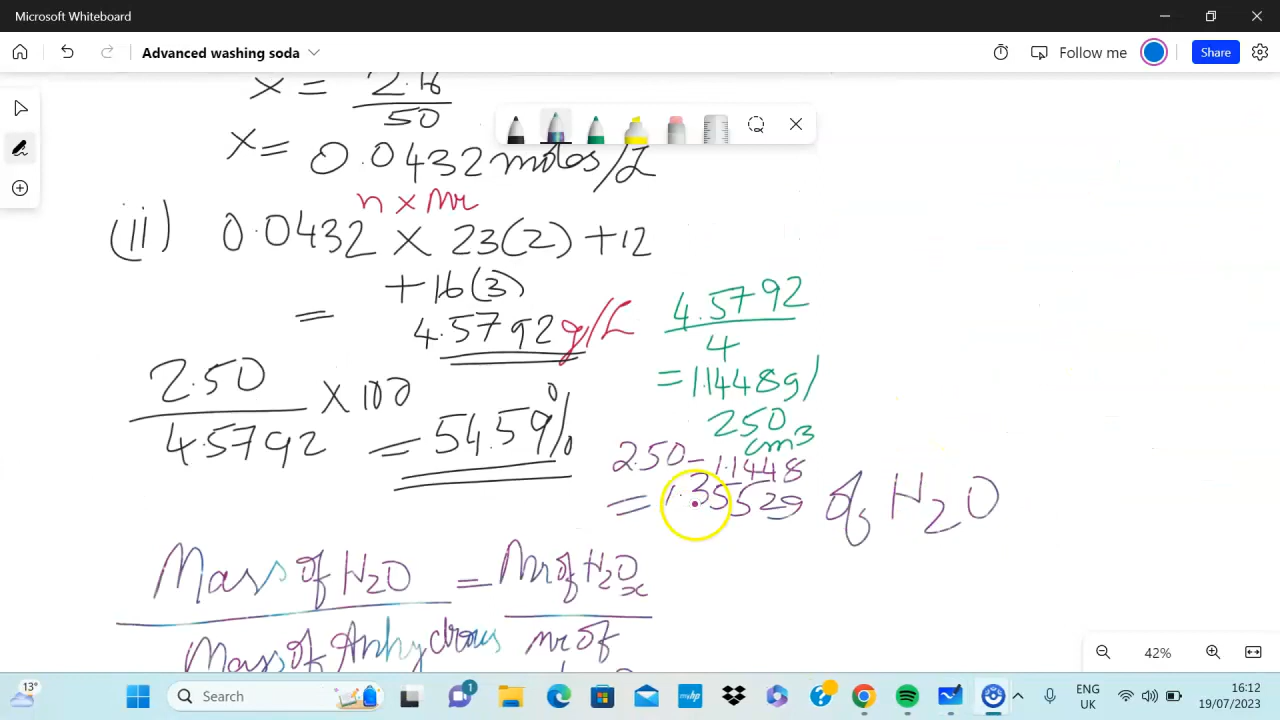 Microsoft Whiteboard
Advanced washing soda
Follow me
Share
x = 2.16
50
x = 0.0432 moles/L
n x Mr
(ii) 0.0432 x 23(2) + 12
+ 16(3)
= 4.5792 g/L
2.50 x 100
4.5792 = 54.59%
4.5792
4
= 1.1448g/
250
cm3
2.50 - 1.1448
= 1.3552g of H2O
Mass of H2O = Mr of H2O x
Mass of Anhydrous mr of
42%
13°
Search
1
ENG
UK
16:12
19/07/2023